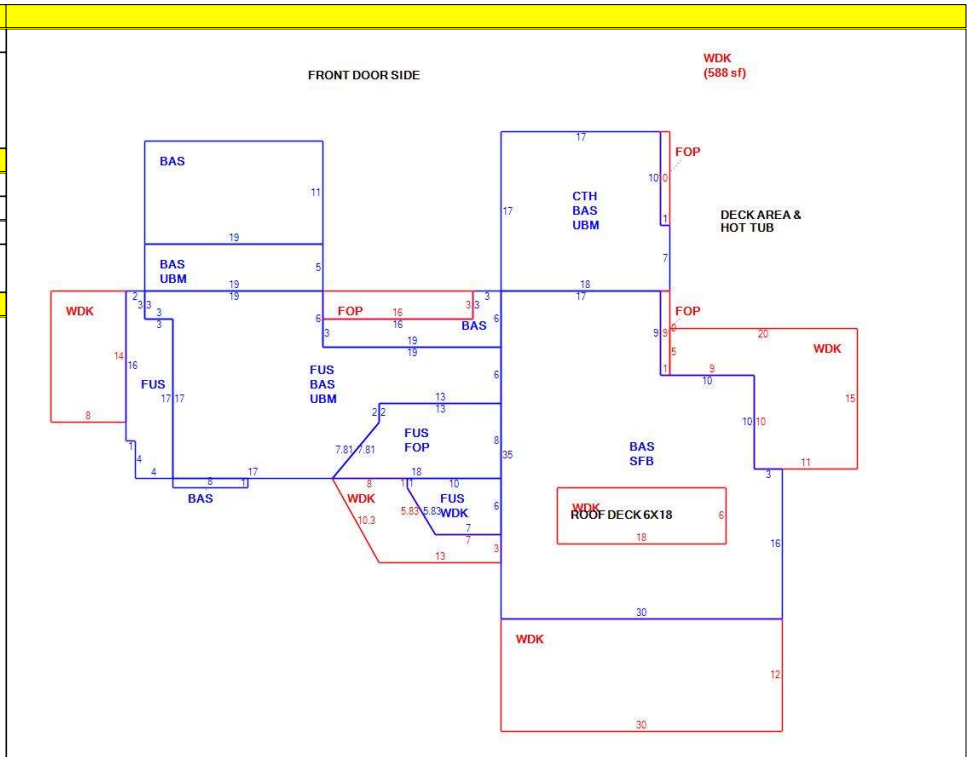 WDK
(588 sf)
FRONT DOOR SIDE
17
FOP
BAS
11
10
17
CTH
BAS
UBM
1
DECK AREA &
HOT TUB
19
7
BAS
UBM
5
19
19
18
17
2
3
3
3
3
WDK
FOP
16
16
3
3
3
6
BAS
6
3
19
19
9
9
FOP
0
5
20
WDK
14
16
FUS
17
17
FUS
BAS
UBM
6
1
9
10
8
13
13
2
2
FUS
FOP
8
15
10
10
1
4
7.81
7.81
35
BAS
SFB
11
3
4
8
1
17
18
8
1
1
10
BAS
WDK
FUS
WDK
6
10.3
5.83
5.83
7
7
3
13
WDK
ROOF DECK 6X18
6
18
16
30
WDK
12
30